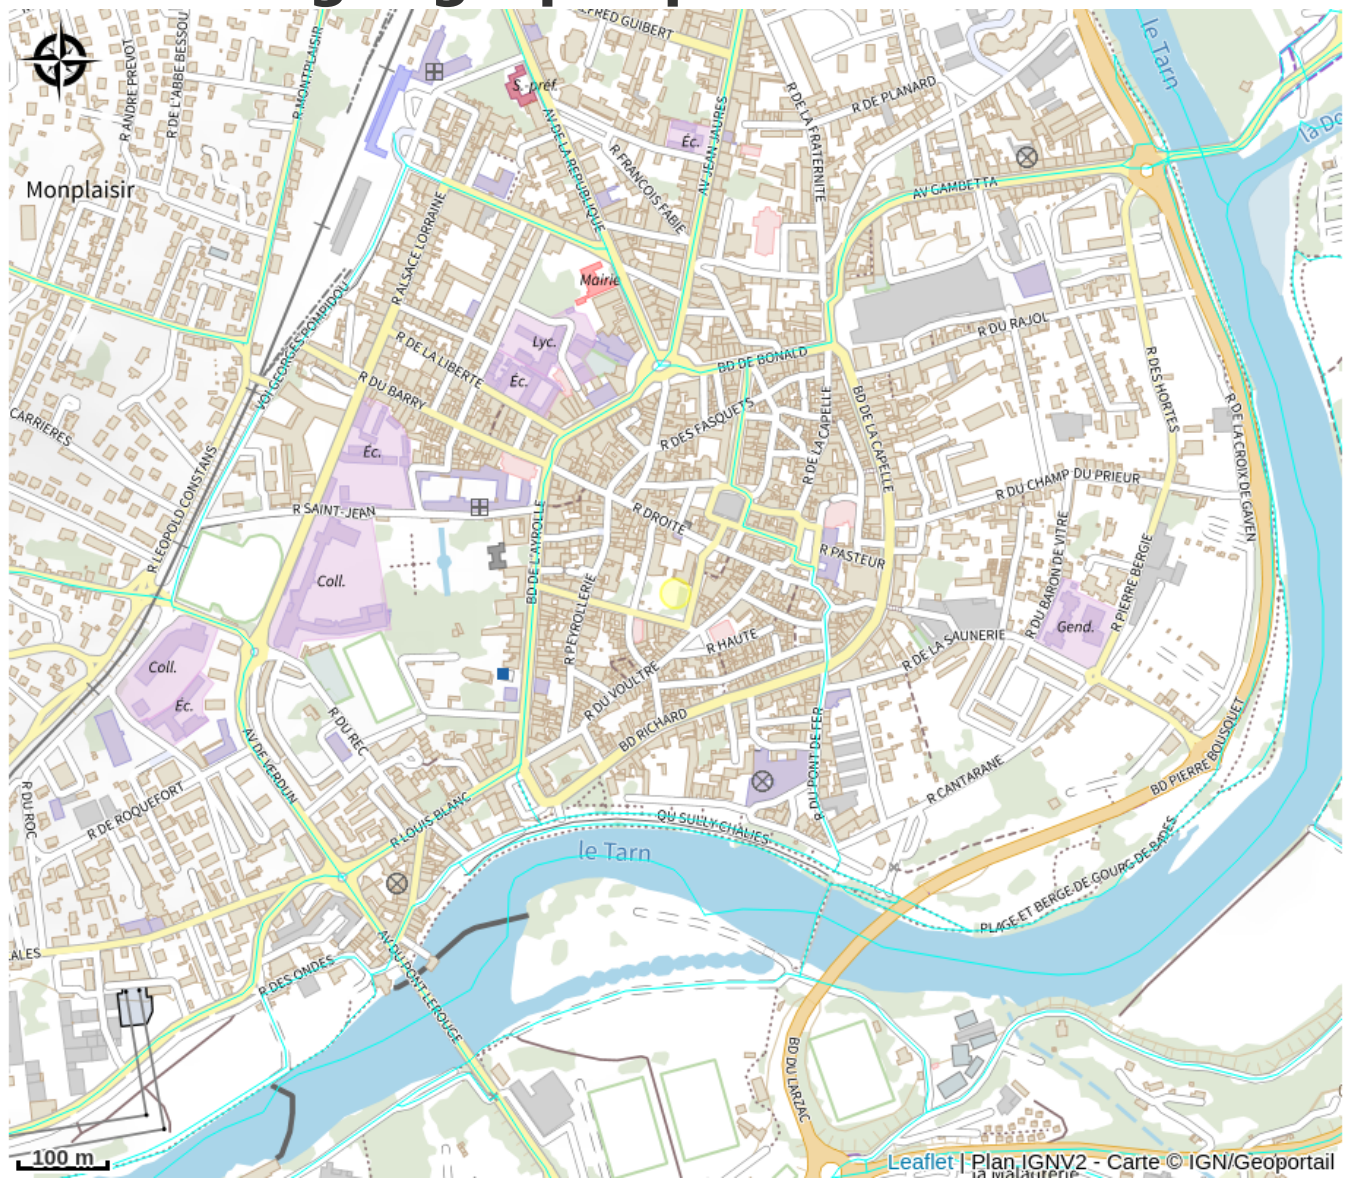 R ALFRED GUIBERT
le Tarn
R ANDRE PREVOT
R DE L'ABBE BESSOU
R MONTPLAISIR
S.-préf.
R DE PLANARD
R DE LA FRATERNITE
AV JEAN JAURES
AV DE LA REPUBLIQUE
Éc.
R FRANCOIS FABIE
la Do
Monplaisir
AV GAMBETTA
R ALSACE LORRAINE
Mairie
VOI GEORGES POMPIDOU
R DU RAJOL
R DE LA LIBERTE
Lyc.
BD DE BONALD
R DU BARRY
Éc.
R DES HORTES
CARRIERES
R DES FASQUETS
R DE LA CAPELLE
BD DE LA CAPELLE
R DE LA CROIX DE GAVEN
Éc.
R LEOPOLD CONSTANS
R DU CHAMP DU PRIEUR
R SAINT-JEAN
R DROITE
BD DE L'AYROLLE
R PASTEUR
R DU BARON DE VITRE
R PIERRE BERGIE
Coll.
R PEYROLLERIE
Gend.
R HAUTE
R DE LA SAUNERIE
Coll.
R DU VOULTRE
Éc.
BD RICHARD
R DU REC
AV DE VERDUN
R DU PONT DE FER
BD PIERRE BOUSQUET
R DU ROC
R DE ROQUEFORT
R CANTARANE
R LOUIS BLANC
QU SULLY-CHALIES
le Tarn
PLAGE ET BERGE DE GOURG DE BADES
ALES
AV DU PONT LEROUGE
R DES ONDES
BD DU LARZAC
100 m
Leaflet | Plan IGNV2 - Carte © IGN/Geoportail
la Maladrerie